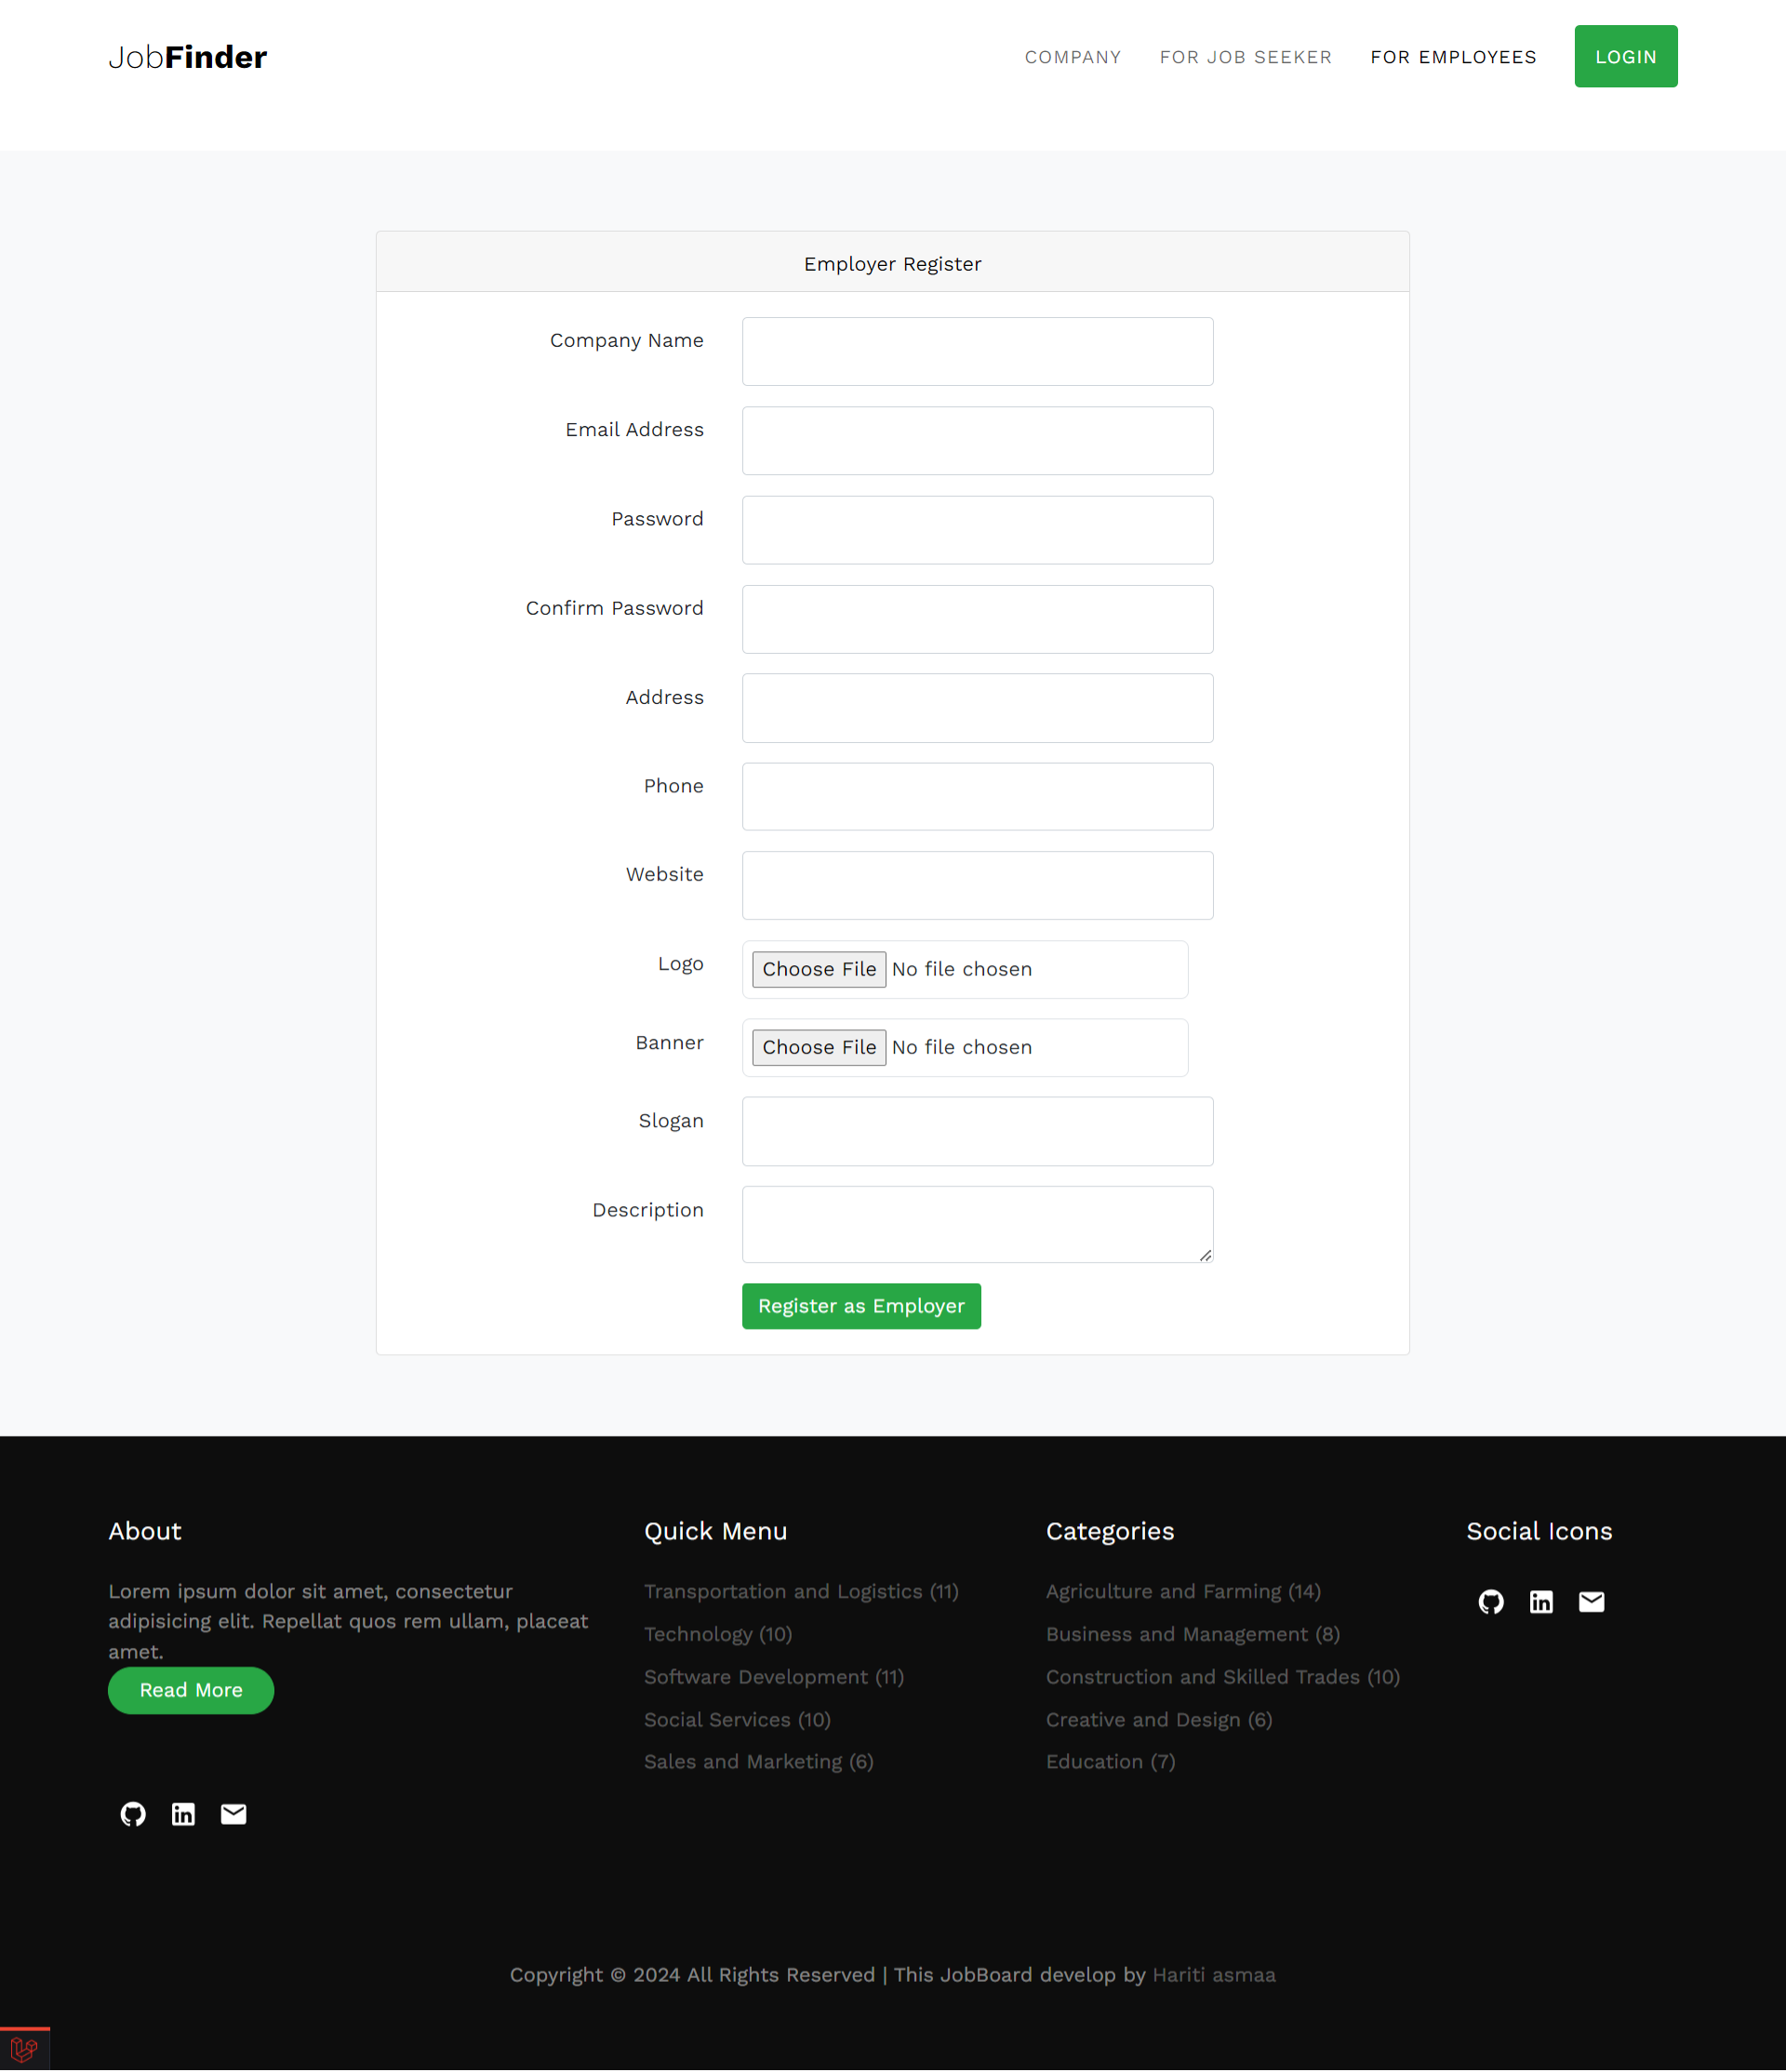 JobFinder
COMPANY
FOR JOB SEEKER
FOR EMPLOYEES
LOGIN
Employer Register
Company Name
Email Address
Password
Confirm Password
Address
Phone
Website
Logo
Choose File No file chosen
Banner
Choose File No file chosen
Slogan
Description
Register as Employer
About
Lorem ipsum dolor sit amet, consectetur
adipisicing elit. Repellat quos rem ullam, placeat
amet.
Read More
Quick Menu
Transportation and Logistics (11)
Technology (10)
Software Development (11)
Social Services (10)
Sales and Marketing (6)
Categories
Agriculture and Farming (14)
Business and Management (8)
Construction and Skilled Trades (10)
Creative and Design (6)
Education (7)
Social Icons
Copyright © 2024 All Rights Reserved | This JobBoard develop by Hariti asmaa